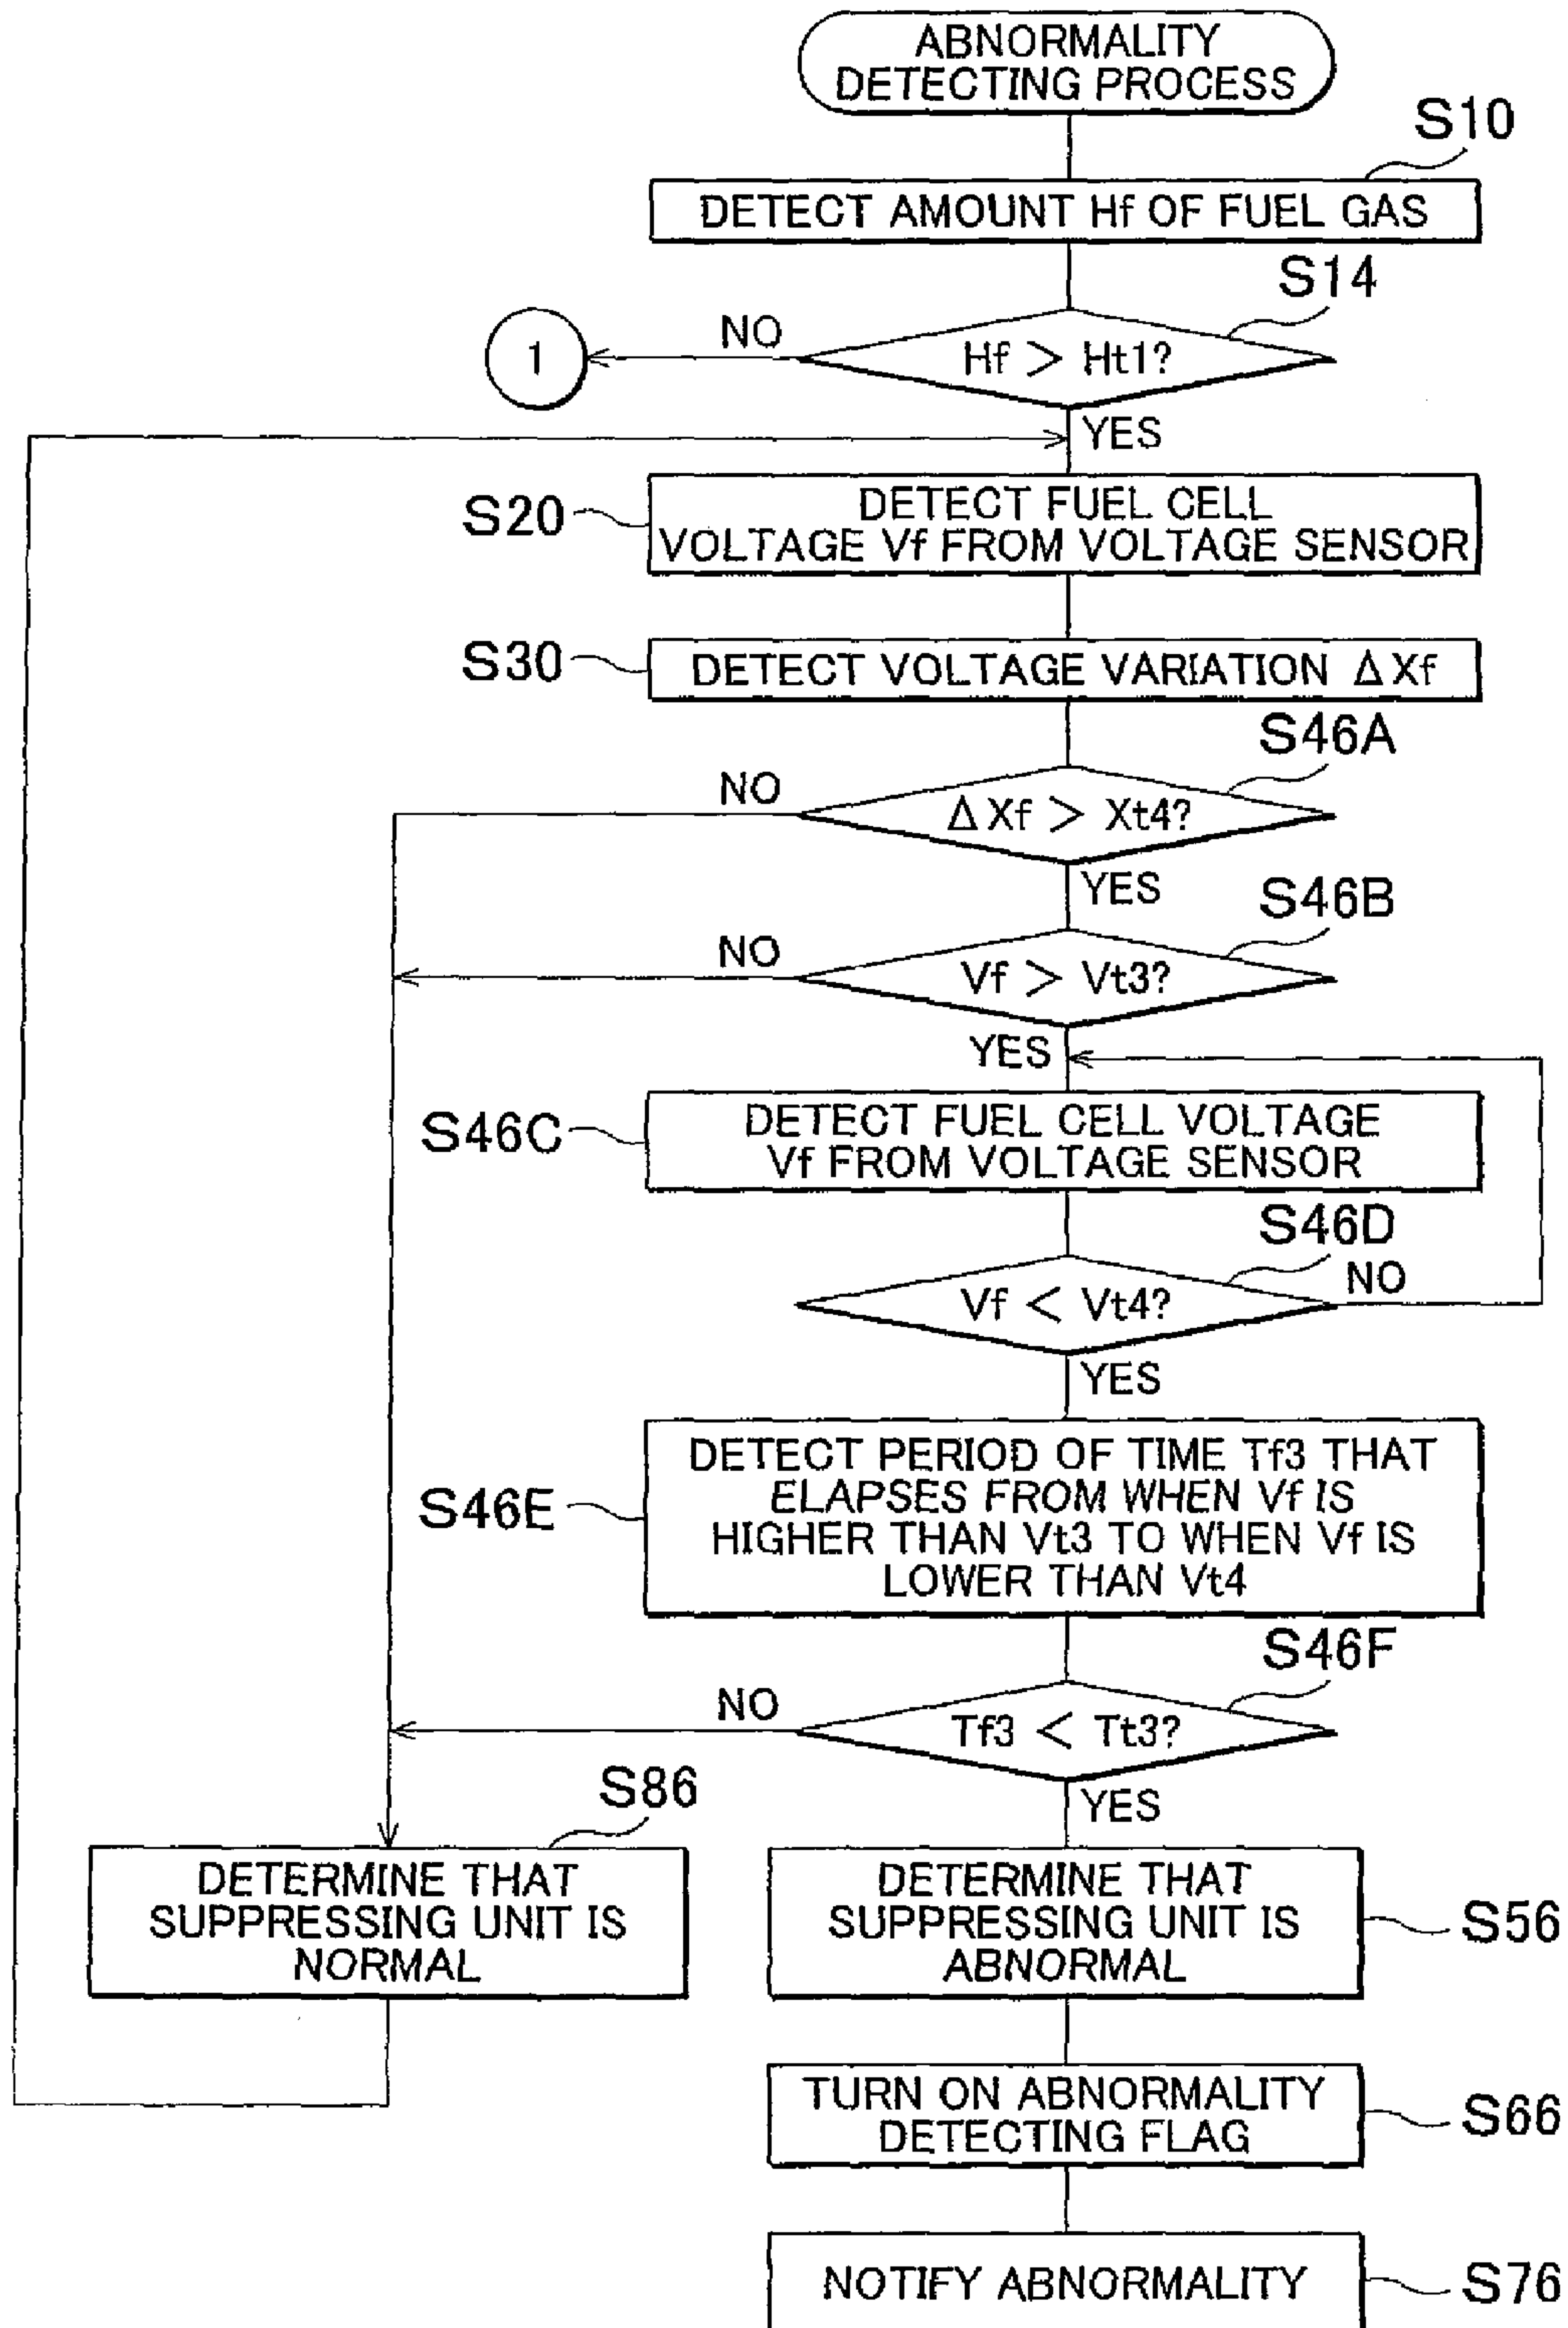 ABNORMALITY
DETECTING PROCESS
S10
DETECT AMOUNT Hf OF FUEL GAS
S14
NO
1
Hf > Ht1?
YES
S20
DETECT FUEL CELL
VOLTAGE Vf FROM VOLTAGE SENSOR
S30
DETECT VOLTAGE VARIATION Δ Xf
S46A
NO
Δ Xf > Xt4?
YES
S46B
NO
Vf > Vt3?
YES
S46C
DETECT FUEL CELL VOLTAGE
Vf FROM VOLTAGE SENSOR
S46D
NO
Vf < Vt4?
YES
S46E
DETECT PERIOD OF TIME Tf3 THAT
ELAPSES FROM WHEN Vf IS
HIGHER THAN Vt3 TO WHEN Vf IS
LOWER THAN Vt4
S46F
NO
Tf3 < Tt3?
YES
S86
DETERMINE THAT
SUPPRESSING UNIT IS
NORMAL
DETERMINE THAT
SUPPRESSING UNIT IS
ABNORMAL
S56
TURN ON ABNORMALITY
DETECTING FLAG
S66
NOTIFY ABNORMALITY
S76